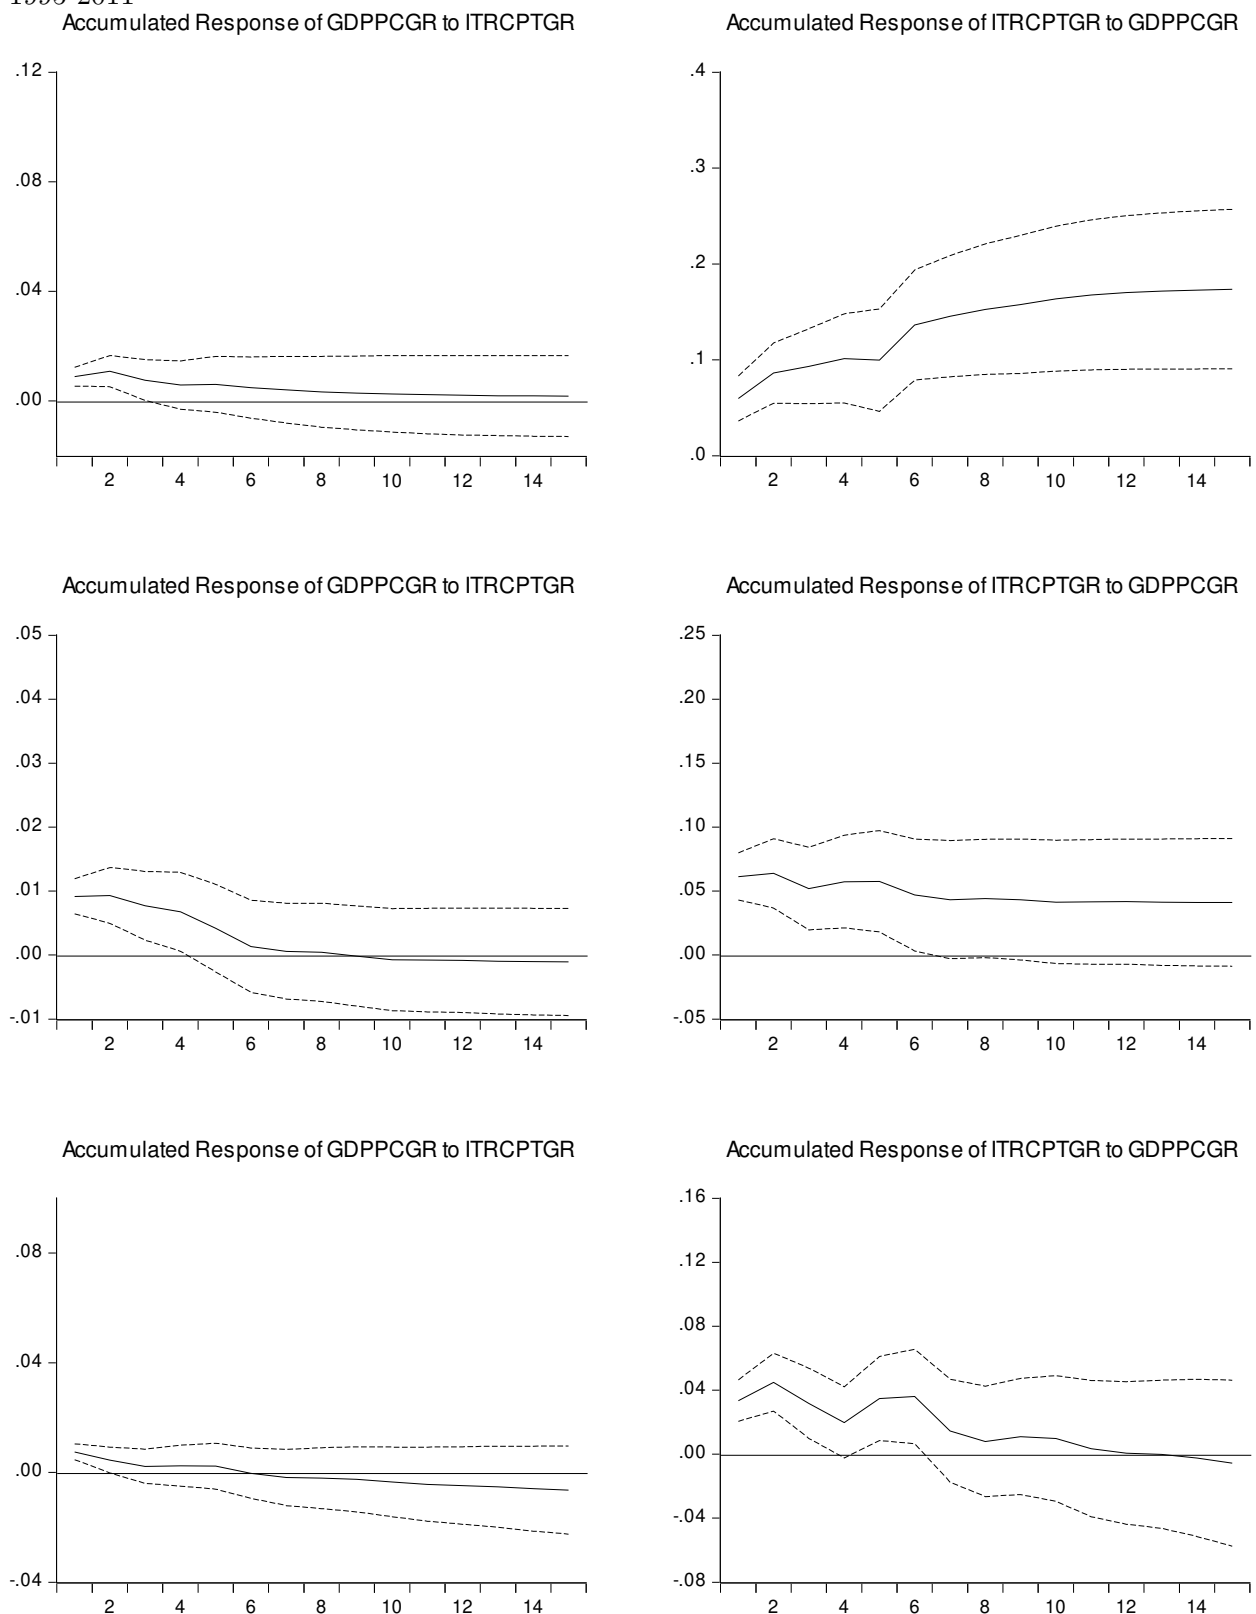 Accumulated Response of GDPPCGR to ITRCPTGR
.12
.08
.04
.00
2 4 6 8 10 12 14
Accumulated Response of ITRCPTGR to GDPPCGR
.4
.3
.2
.1
.0
2 4 6 8 10 12 14
Accumulated Response of GDPPCGR to ITRCPTGR
.05
.04
.03
.02
.01
.00
-.01
2 4 6 8 10 12 14
Accumulated Response of ITRCPTGR to GDPPCGR
.25
.20
.15
.10
.05
.00
-.05
2 4 6 8 10 12 14
Accumulated Response of GDPPCGR to ITRCPTGR
.08
.04
.00
-.04
2 4 6 8 10 12 14
Accumulated Response of ITRCPTGR to GDPPCGR
.16
.12
.08
.04
.00
-.04
-.08
2 4 6 8 10 12 14